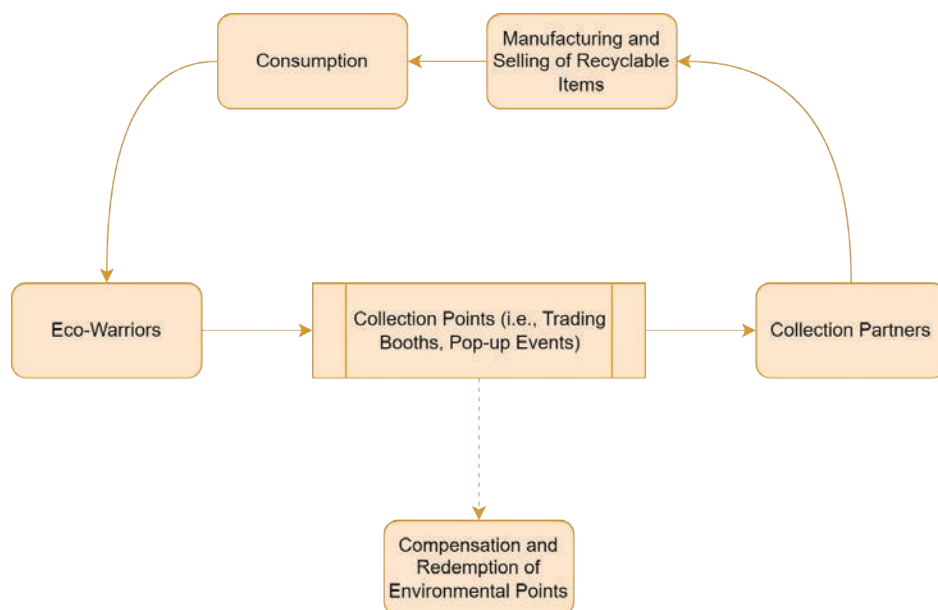 Consumption
Manufacturing and
Selling of Recyclable
Items
Eco-Warriors
Collection Points (i.e., Trading
Booths, Pop-up Events)
Collection Partners
Compensation and
Redemption of
Environmental Points